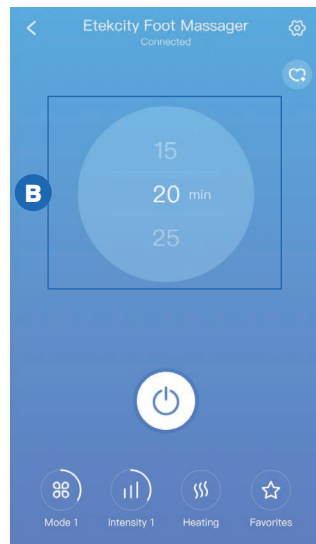 Etekcity Foot Massager
Connected
B
15
20 min
25
Mode 1
Intensity 1
Heating
Favorites